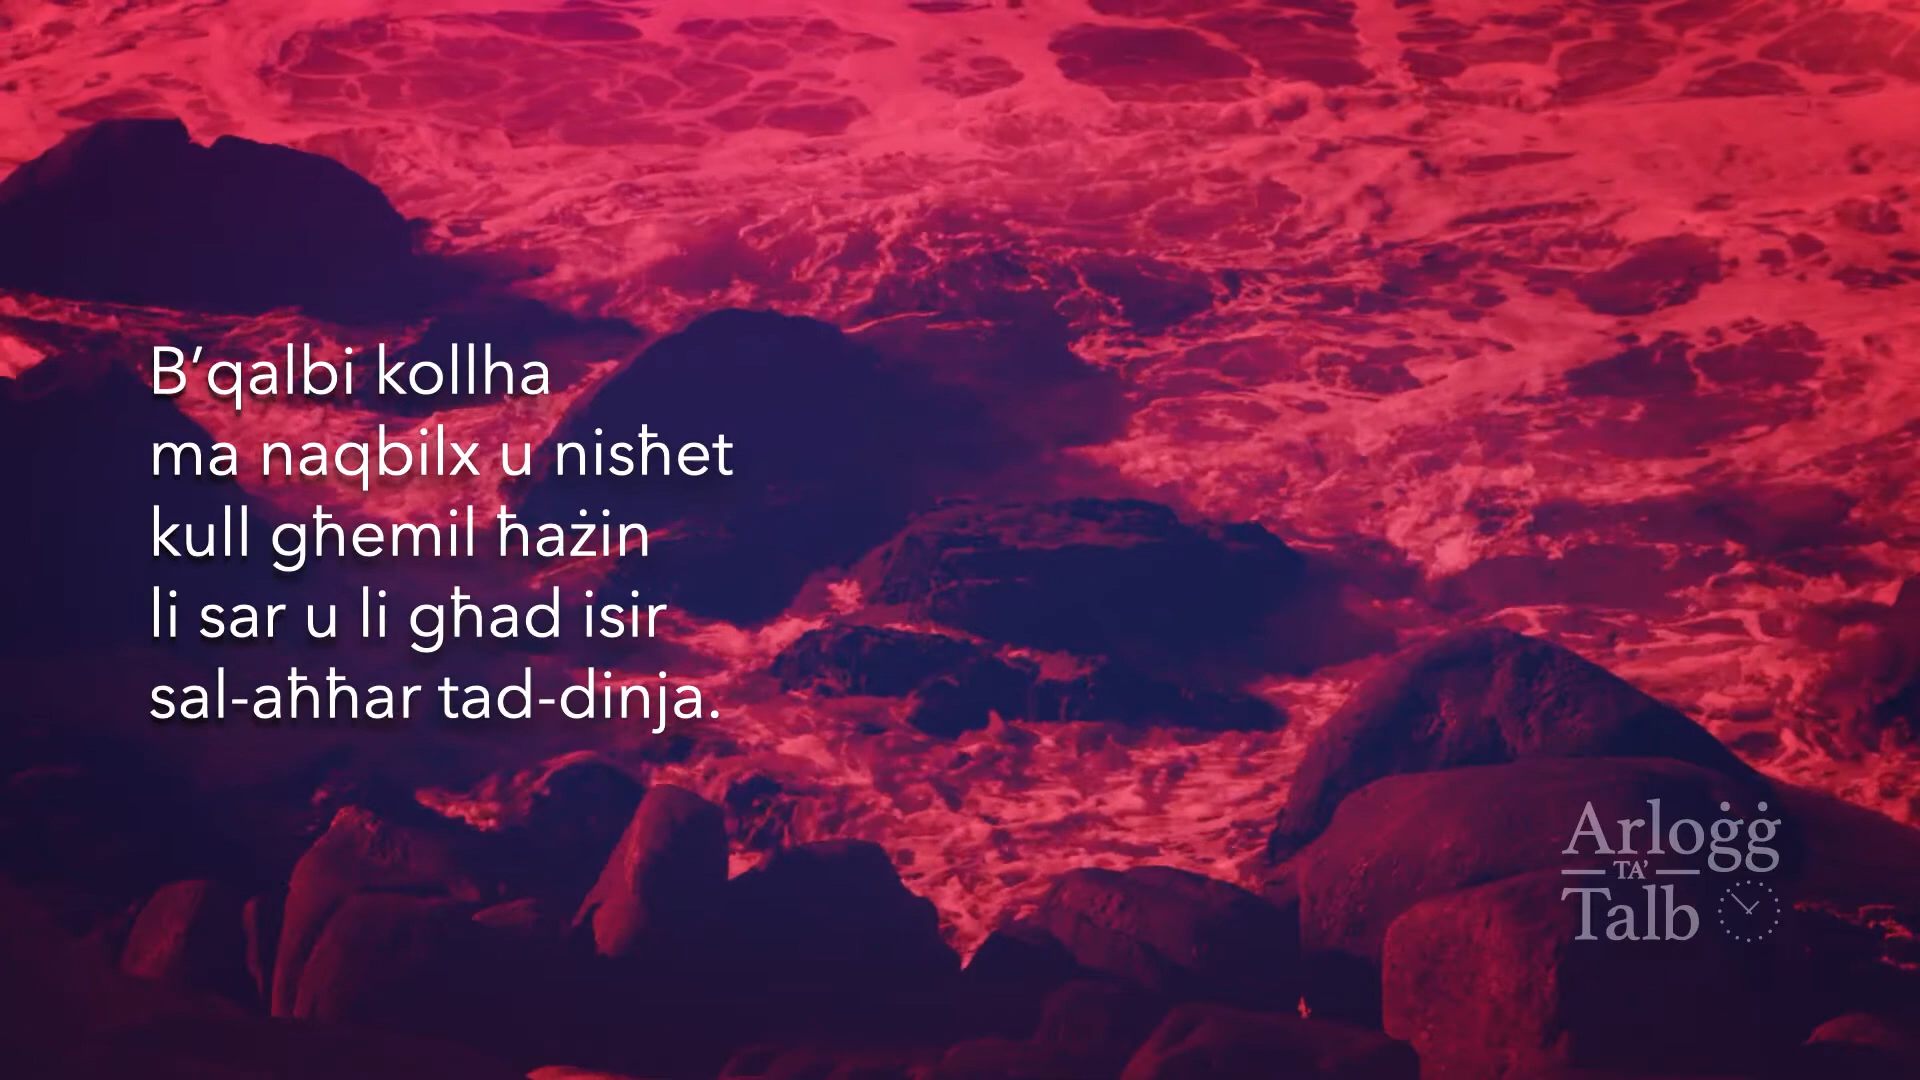 B’qalbi kollha
ma naqbilx u nisħet
kull għemil ħażin
li sar u li għad isir
sal-aħħar tad-dinja.
Arloġġ
TA’
Talb